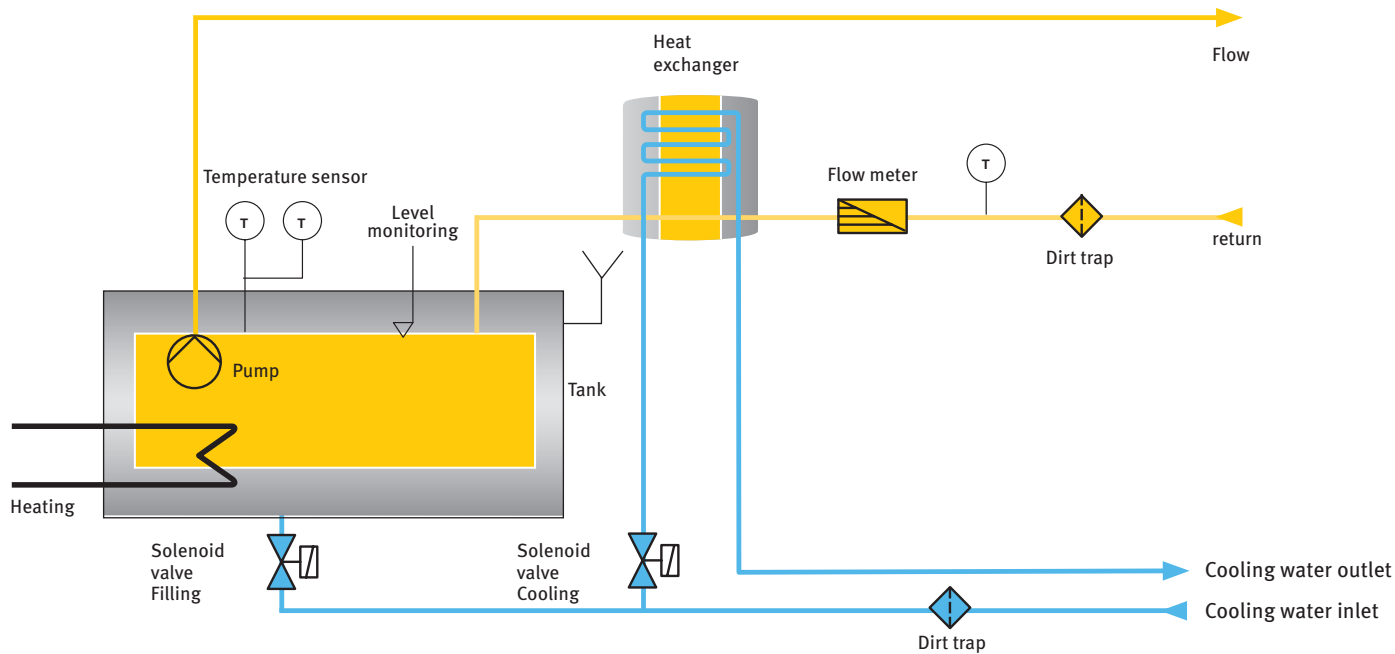 Flow
Heat
exchanger
Temperature sensor
T
T
Level
monitoring
Flow meter
T
Dirt trap
return
Pump
Tank
Heating
Solenoid
valve
Filling
Solenoid
valve
Cooling
Cooling water outlet
Cooling water inlet
Dirt trap